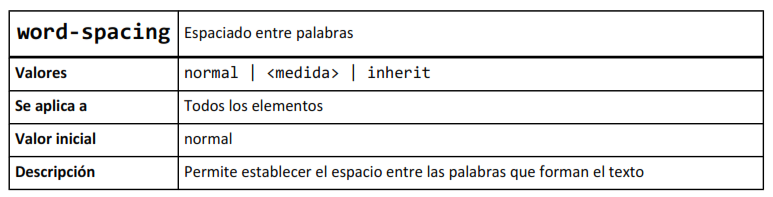 word-spacing Espaciado entre palabras
Valores normal | <medida> | inherit
Se aplica a Todos los elementos
Valor inicial normal
Descripción Permite establecer el espacio entre las palabras que forman el texto